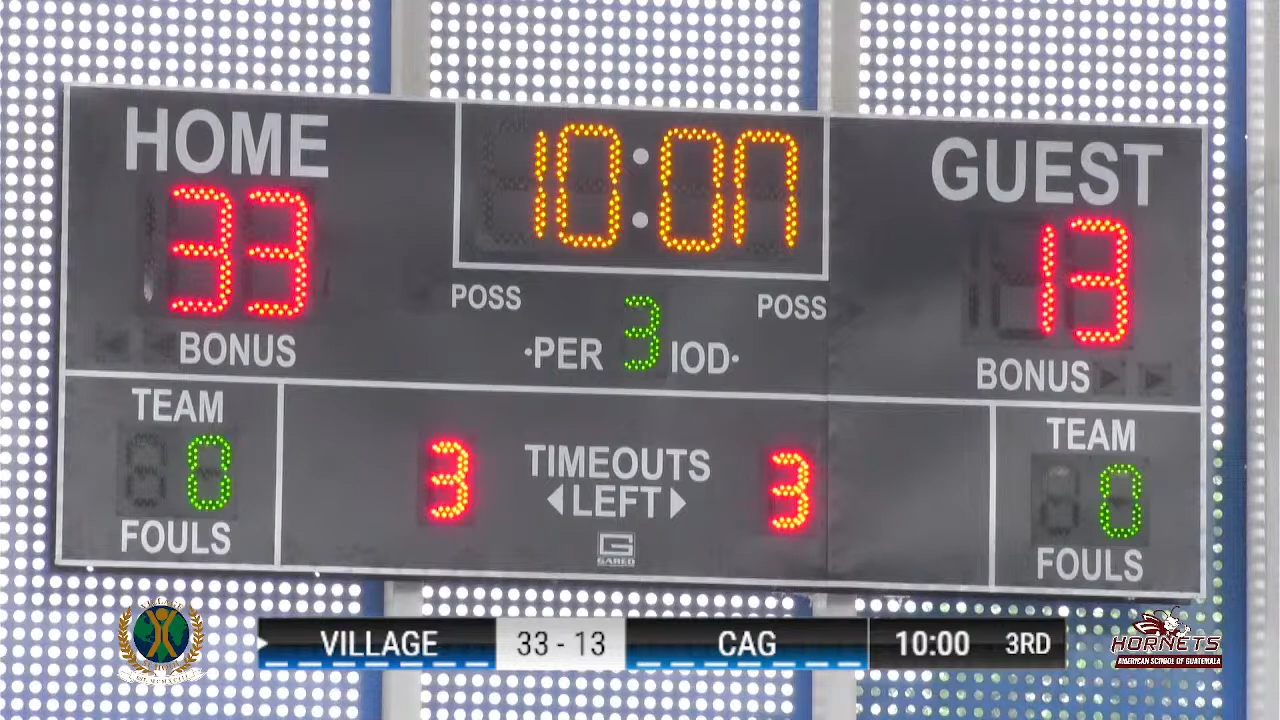 HOME
33
10:00
GUEST
13
POSS
POSS
BONUS
·PER 3 IOD·
BONUS
TEAM
0
FOULS
3
TIMEOUTS
LEFT
3
GARED
TEAM
0
FOULS
VILLAGE 33 - 13 CAG 10:00 3RD
HORNETS
AMERICAN SCHOOL OF GUATEMALA